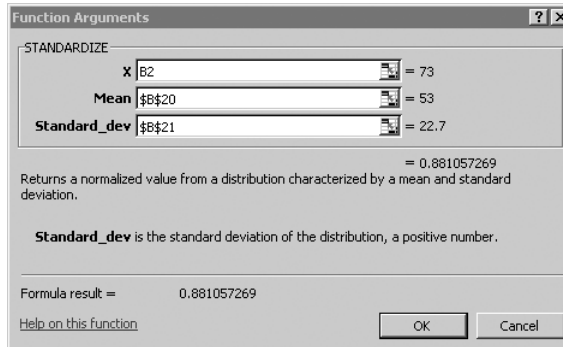 Function Arguments
STANDARDIZE
X B2 = 73
Mean $B$20 = 53
Standard_dev $B$21 = 22.7
= 0.881057269
Returns a normalized value from a distribution characterized by a mean and standard
deviation.
Standard_dev is the standard deviation of the distribution, a positive number.
Formula result = 0.881057269
Help on this function OK Cancel